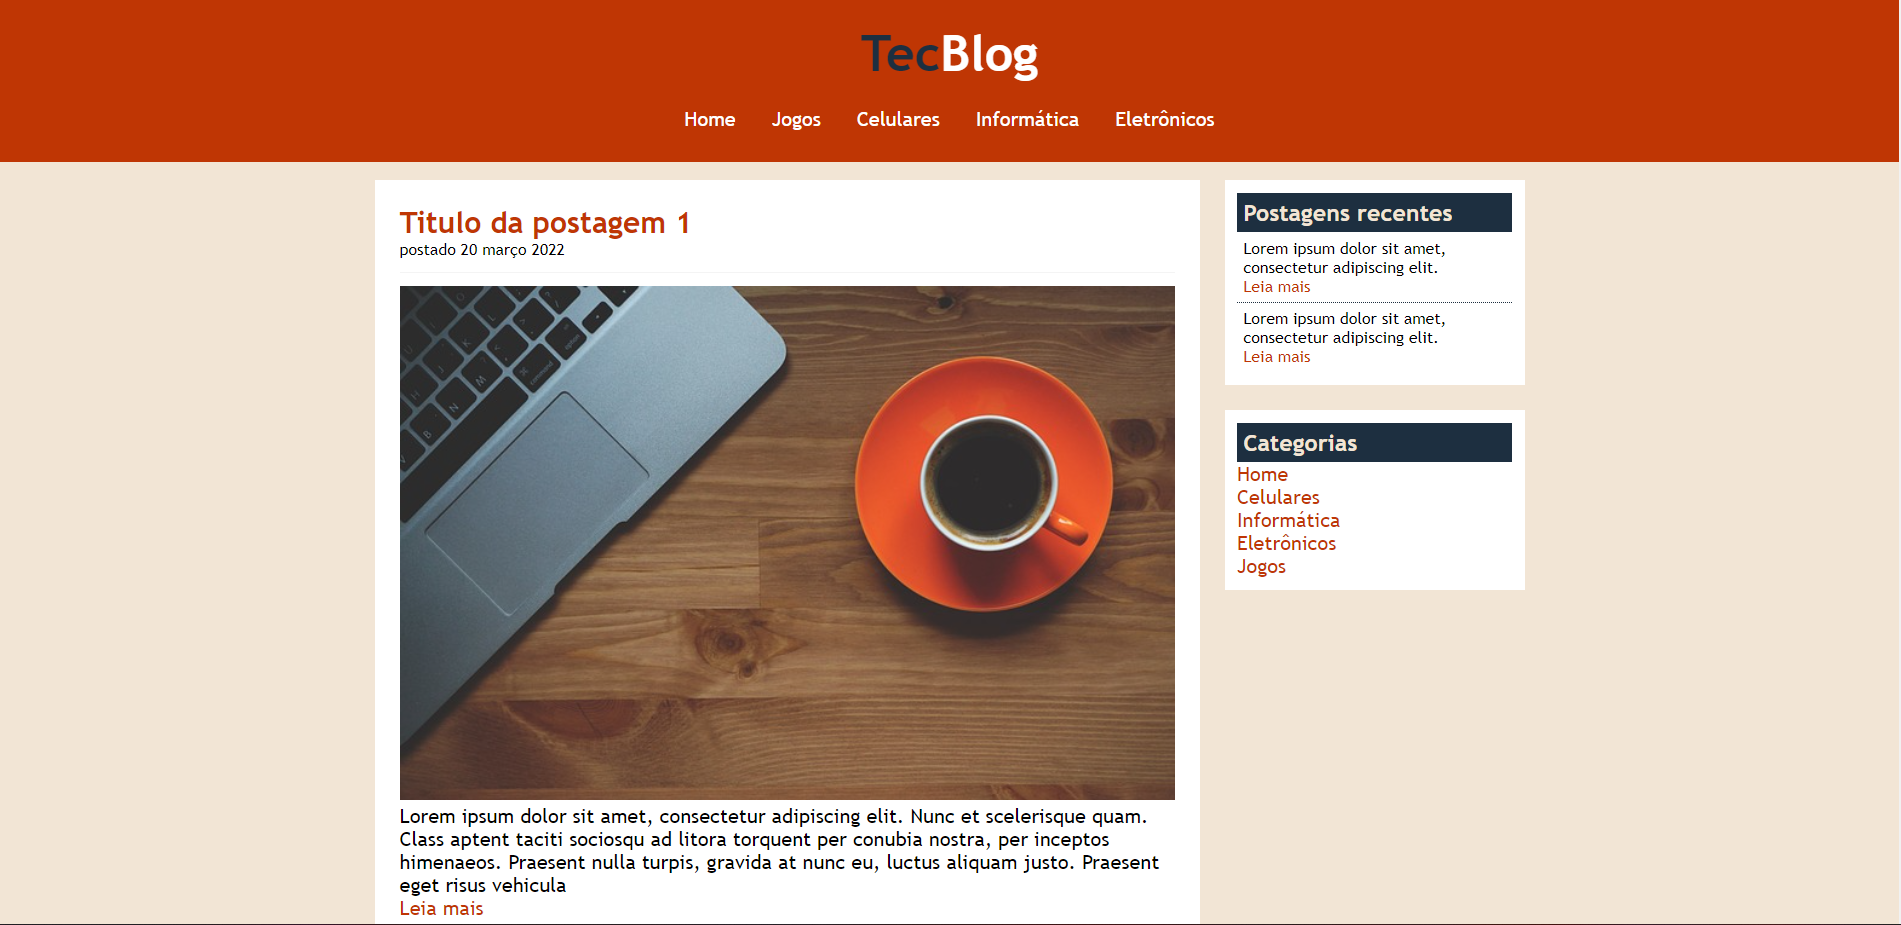 TecBlog
Home Jogos Celulares Informática Eletrônicos
Titulo da postagem 1
postado 20 março 2022
command
option
Lorem ipsum dolor sit amet, consectetur adipiscing elit. Nunc et scelerisque quam.
Class aptent taciti sociosqu ad litora torquent per conubia nostra, per inceptos
himenaeos. Praesent nulla turpis, gravida at nunc eu, luctus aliquam justo. Praesent
eget risus vehicula
Leia mais
Postagens recentes
Lorem ipsum dolor sit amet,
consectetur adipiscing elit.
Leia mais
Lorem ipsum dolor sit amet,
consectetur adipiscing elit.
Leia mais
Categorias
Home
Celulares
Informática
Eletrônicos
Jogos